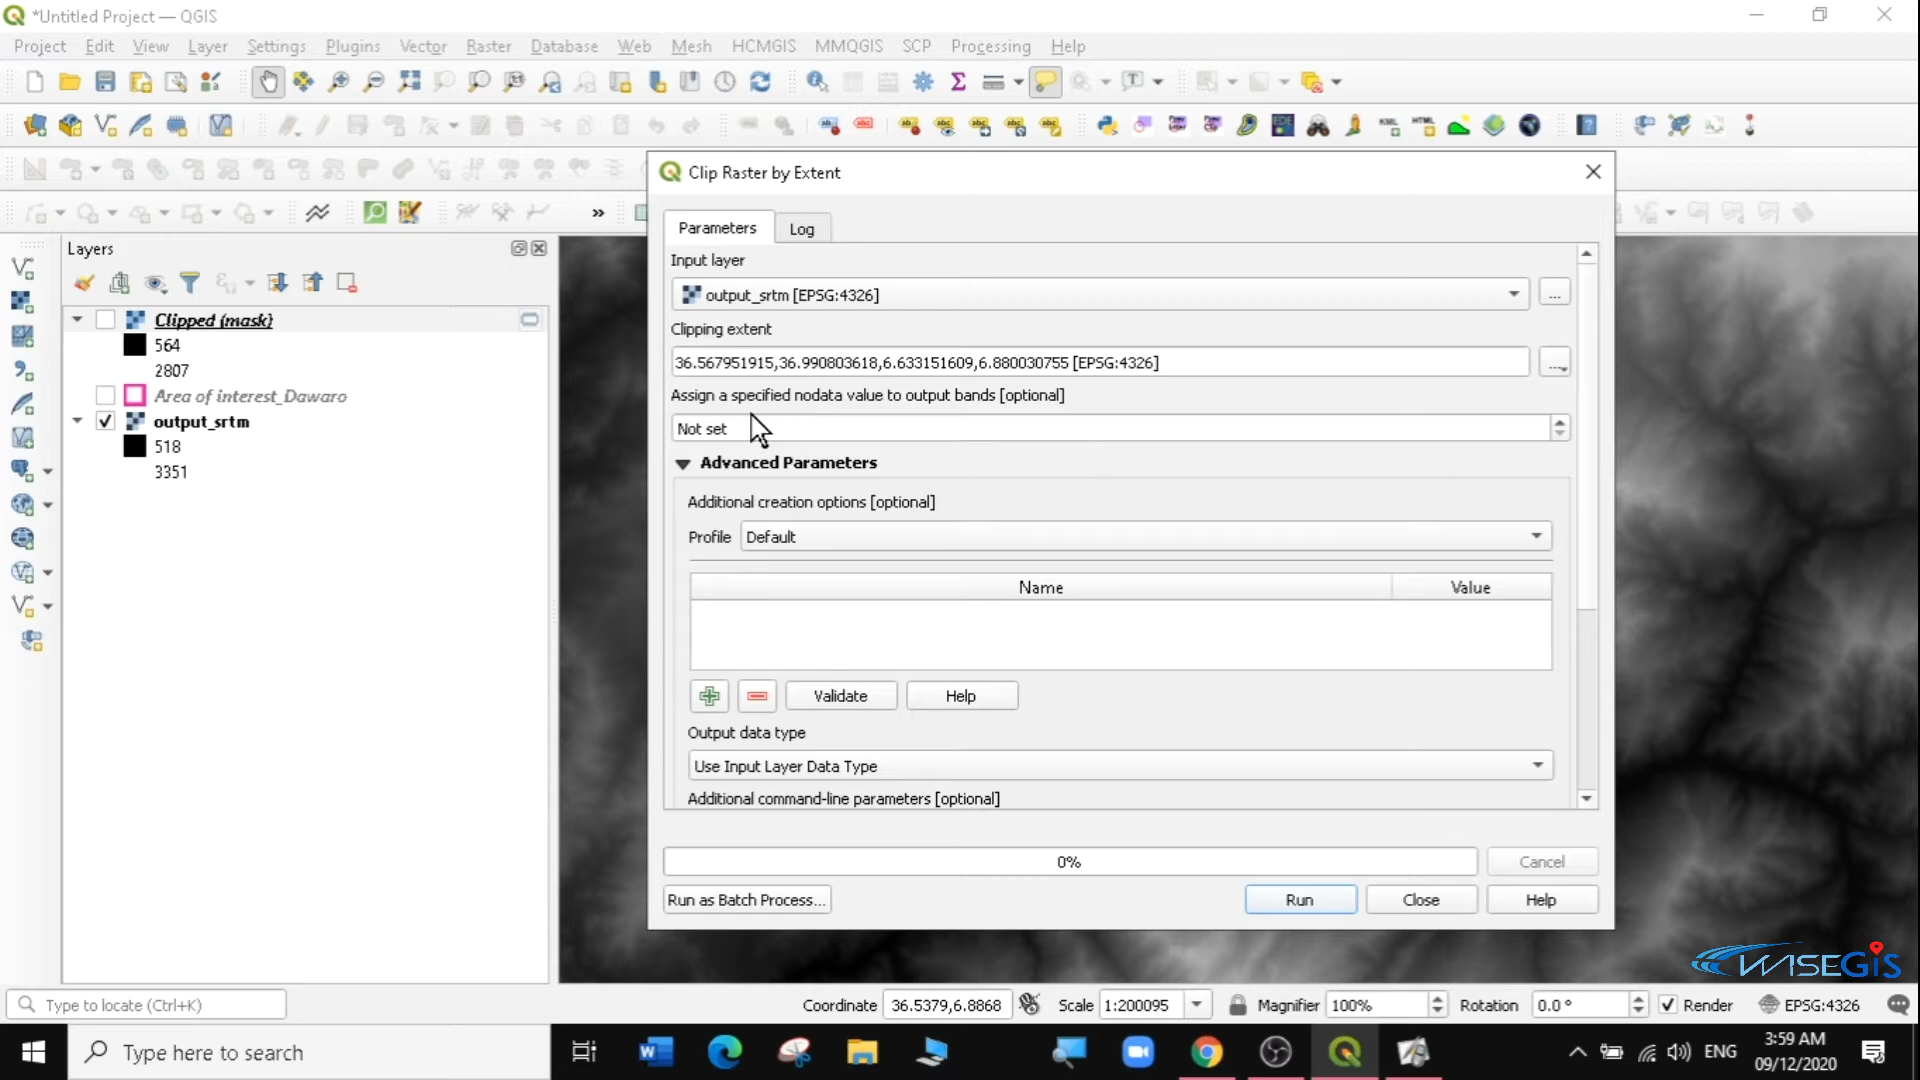 *Untitled Project — QGIS
Project Edit View Layer Settings Plugins Vector Raster Database Web Mesh HCMGIS MMQGIS SCP Processing Help
Layers
Clipped (mask)
564
2807
Area of interest_Dawaro
output_srtm
518
3351
Clip Raster by Extent
Parameters Log
Input layer
output_srtm [EPSG:4326]
Clipping extent
36.567951915,36.990803618,6.633151609,6.880030755 [EPSG:4326]
Assign a specified nodata value to output bands [optional]
Not set
Advanced Parameters
Additional creation options [optional]
Profile Default
Name Value
Validate Help
Output data type
Use Input Layer Data Type
Additional command-line parameters [optional]
0% Cancel
Run as Batch Process... Run Close Help
WISEGIS
Type to locate (Ctrl+K) Coordinate 36.5379,6.8868 Scale 1:200095 Magnifier 100% Rotation 0.0 ° Render EPSG:4326
Type here to search ENG 3:59 AM
09/12/2020